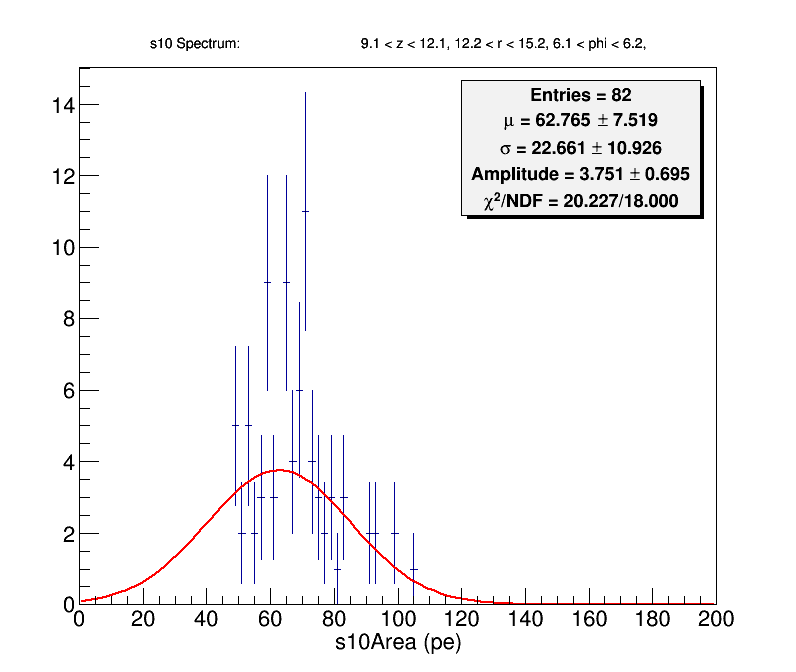 s10 Spectrum: 9.1 < z < 12.1, 12.2 < r < 15.2, 6.1 < phi < 6.2,
Entries = 82
μ = 62.765 ± 7.519
σ = 22.661 ± 10.926
Amplitude = 3.751 ± 0.695
χ²/NDF = 20.227/18.000
14
12
10
8
6
4
2
0
0 20 40 60 80 100 120 140 160 180 200
s10Area (pe)